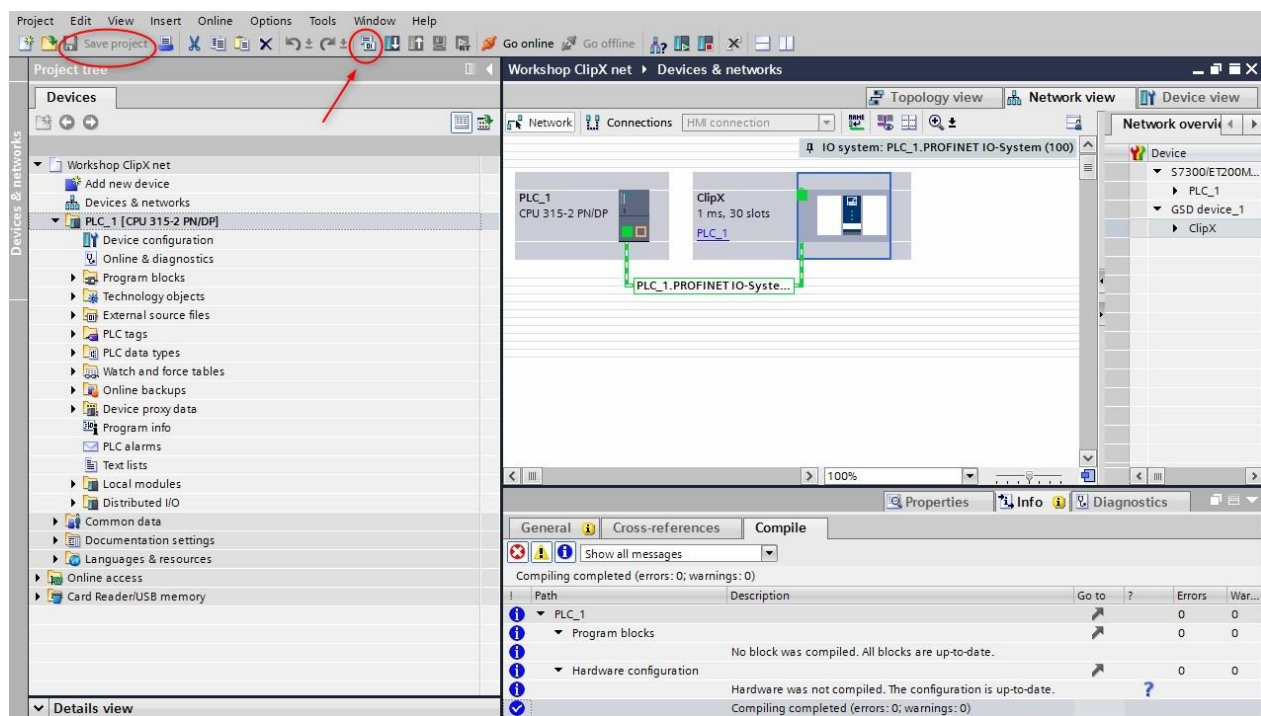 Project Edit View Insert Online Options Tools Window Help
Save project Go online Go offline
Project tree
Devices
Workshop ClipX net
Add new device
Devices & networks
PLC_1 [CPU 315-2 PN/DP]
Device configuration
Online & diagnostics
Program blocks
Technology objects
External source files
PLC tags
PLC data types
Watch and force tables
Online backups
Device proxy data
Program info
PLC alarms
Text lists
Local modules
Distributed I/O
Common data
Documentation settings
Languages & resources
Online access
Card Reader/USB memory
Details view
Devices & networks
Workshop ClipX net Devices & networks
Topology view Network view Device view
Network Connections HMI connection
IO system: PLC_1.PROFINET IO-System (100)
PLC_1
CPU 315-2 PN/DP
ClipX
1 ms, 30 slots
PLC_1
PLC_1.PROFINET IO-Syste...
100%
Network overvi
Device
S7300/ET200M...
PLC_1
GSD device_1
ClipX
Properties Info Diagnostics
General Cross-references Compile
Show all messages
Compiling completed (errors: 0; warnings: 0)
! Path Description Go to ? Errors War...
PLC_1 0 0
Program blocks 0 0
No block was compiled. All blocks are up-to-date.
Hardware configuration 0 0
Hardware was not compiled. The configuration is up-to-date. ?
Compiling completed (errors: 0; warnings: 0)